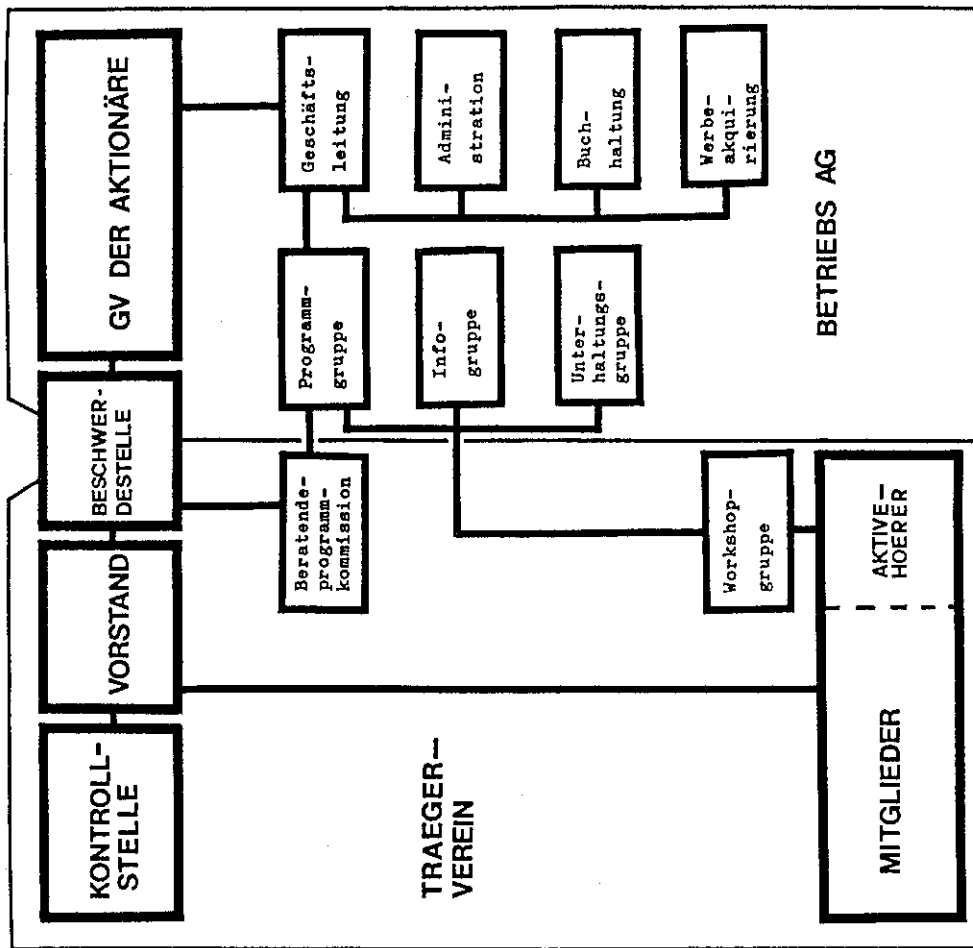 KONTROLL-
STELLE
VORSTAND
BESCHWER-
DESTELLE
GV DER AKTIONÄRE
Beratende-
programm-
kommission
Programm-
gruppe
Geschäfts-
leitung
Info-
gruppe
Admini-
stration
TRAEGER-
VEREIN
Unter-
haltungs-
gruppe
Buch-
haltung
Workshop-
gruppe
Werbe-
akqui-
rierung
MITGLIEDER
AKTIVE-
HOERER
BETRIEBS AG